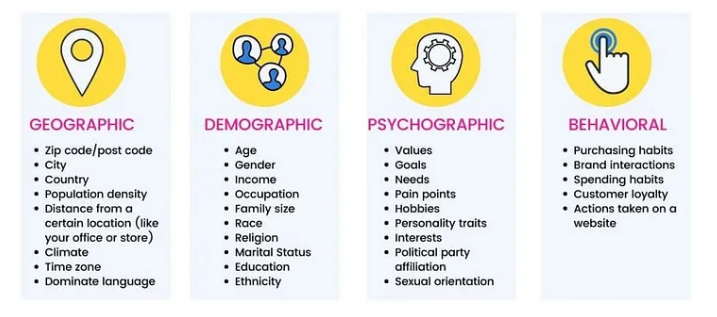 GEOGRAPHIC
• Zip code/post code
• City
• Country
• Population density
• Distance from a
certain location (like
your office or store)
• Climate
• Time zone
• Dominate language
DEMOGRAPHIC
• Age
• Gender
• Income
• Occupation
• Family size
• Race
• Religion
• Marital Status
• Education
• Ethnicity
PSYCHOGRAPHIC
• Values
• Goals
• Needs
• Pain points
• Hobbies
• Personality traits
• Interests
• Political party
affiliation
• Sexual orientation
BEHAVIORAL
• Purchasing habits
• Brand interactions
• Spending habits
• Customer loyalty
• Actions taken on a
website